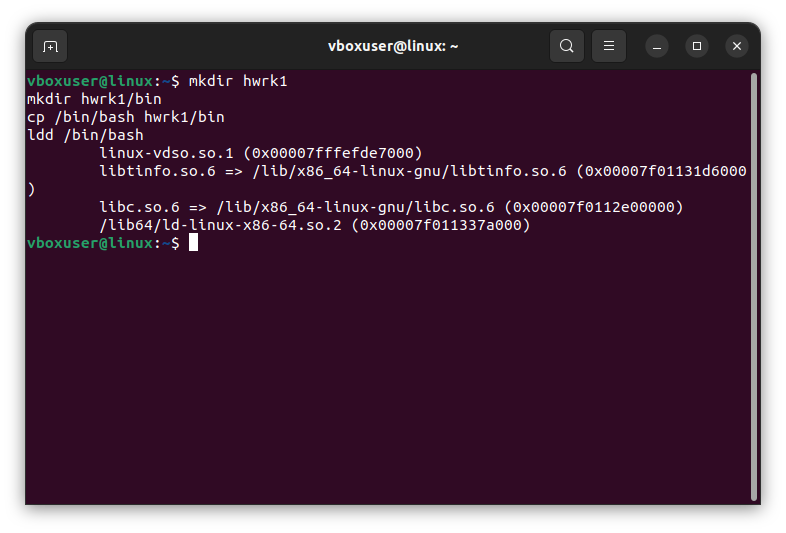 vboxuser@linux: ~
vboxuser@linux:~$ mkdir hwrk1
mkdir hwrk1/bin
cp /bin/bash hwrk1/bin
ldd /bin/bash
        linux-vdso.so.1 (0x00007fffefde7000)
        libtinfo.so.6 => /lib/x86_64-linux-gnu/libtinfo.so.6 (0x00007f01131d6000
)
        libc.so.6 => /lib/x86_64-linux-gnu/libc.so.6 (0x00007f0112e00000)
        /lib64/ld-linux-x86-64.so.2 (0x00007f011337a000)
vboxuser@linux:~$